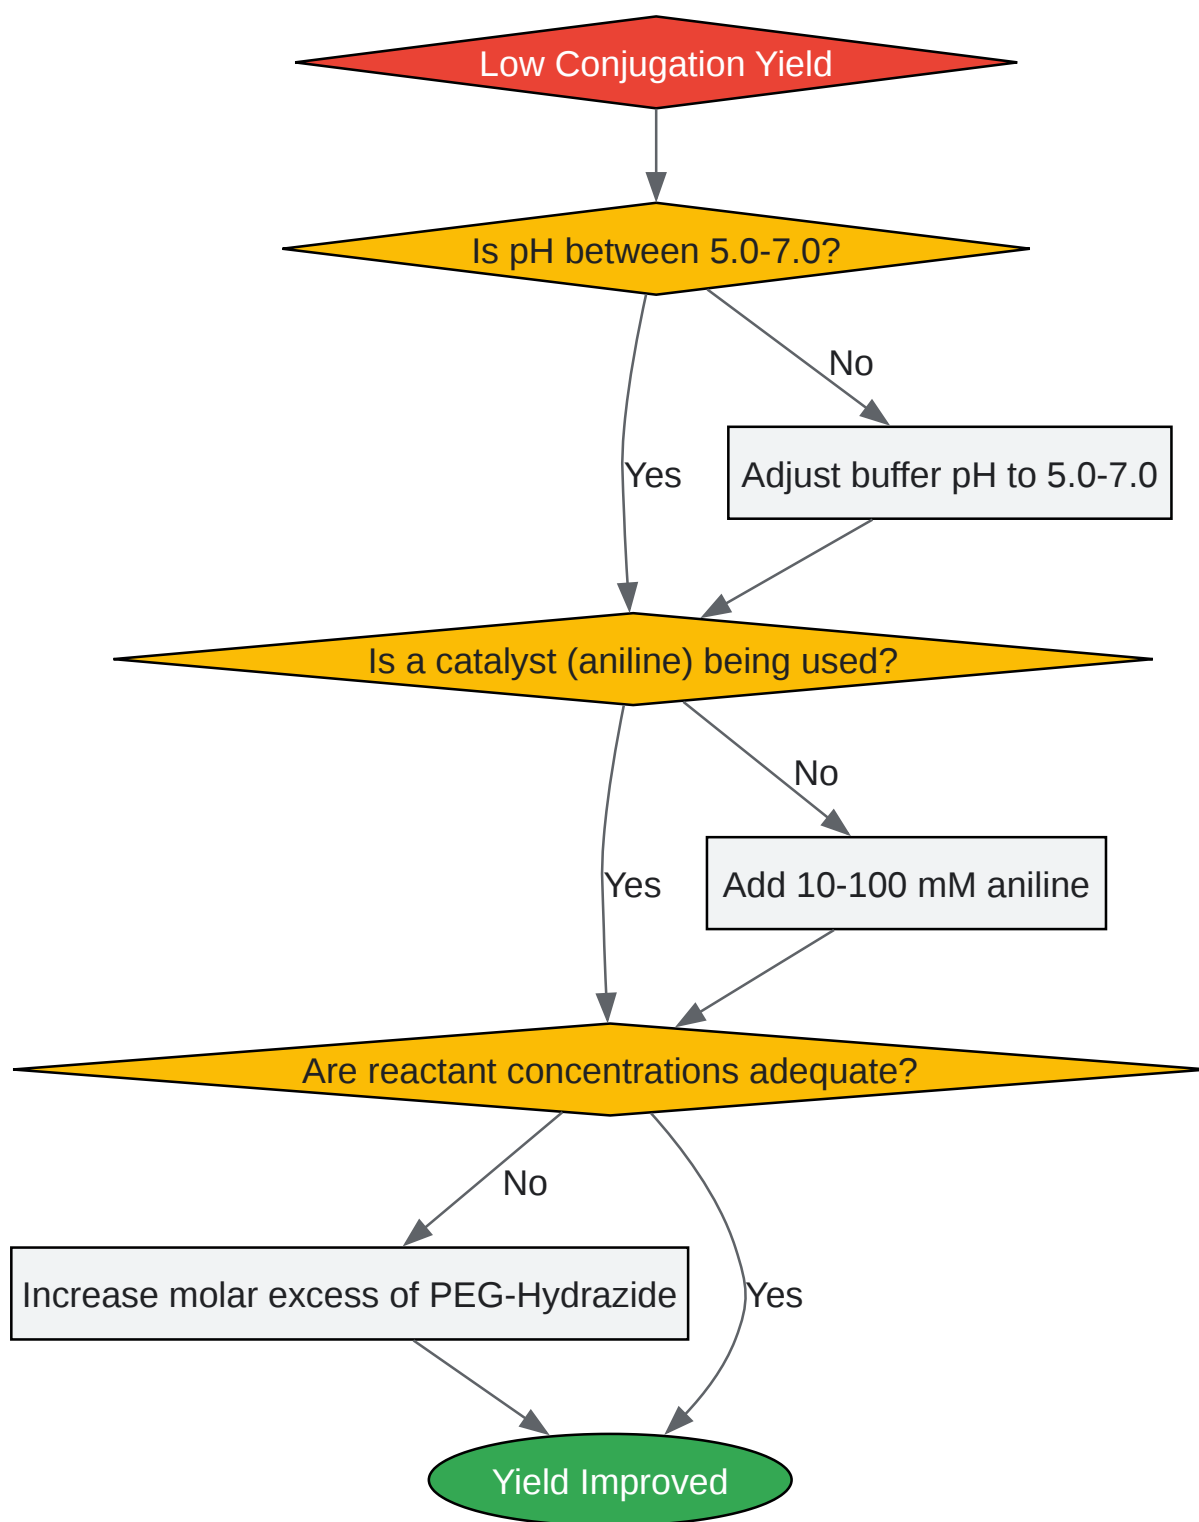 Low Conjugation Yield
Is pH between 5.0-7.0?
No
Yes
Adjust buffer pH to 5.0-7.0
Is a catalyst (aniline) being used?
No
Yes
Add 10-100 mM aniline
Are reactant concentrations adequate?
No
Increase molar excess of PEG-Hydrazide
Yes
Yield Improved